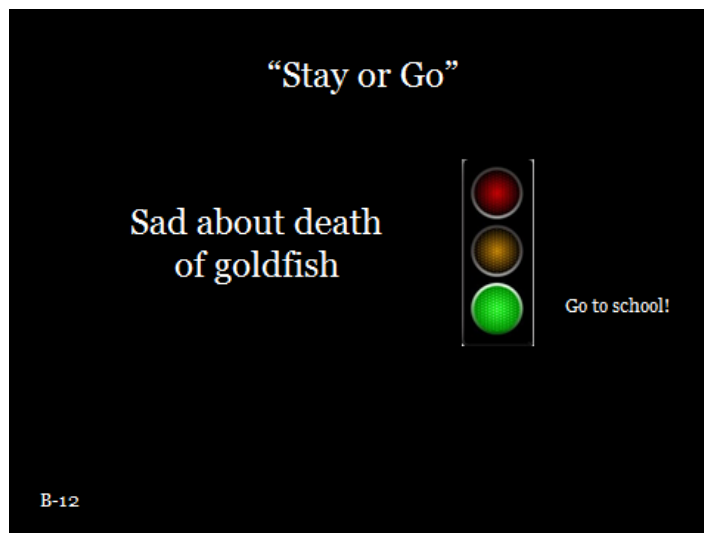 “Stay or Go”
Sad about death
of goldfish
Go to school!
B-12